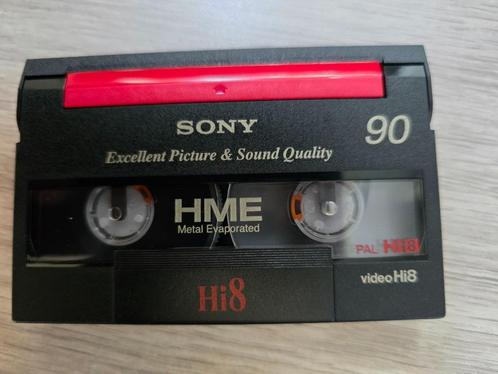 SONY
90
Excellent Picture & Sound Quality
HME
Metal Evaporated
PAL Hi8
video Hi8
Hi8